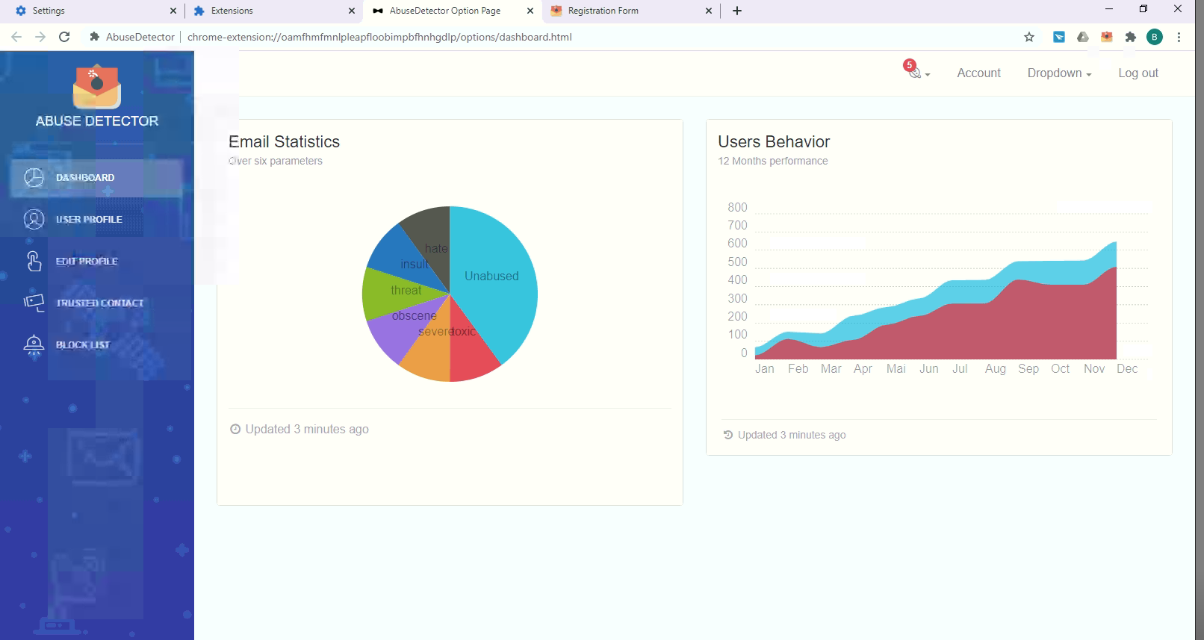 Settings
Extensions
AbuseDetector Option Page
Registration Form
AbuseDetector
chrome-extension://oamfhmfmnlpleapfloobimpbfhnhgdlp/options/dashboard.html
B
ABUSE DETECTOR
DASHBOARD
USER PROFILE
EDIT PROFILE
TRUSTED CONTACT
BLOCK LIST
5
Account
Dropdown
Log out
Email Statistics
Over six parameters
hate
insult
Unabused
threat
obscene
severetoxic
Updated 3 minutes ago
Users Behavior
12 Months performance
800
700
600
500
400
300
200
100
0
Jan Feb Mar Apr Mai Jun Jul Aug Sep Oct Nov Dec
Updated 3 minutes ago